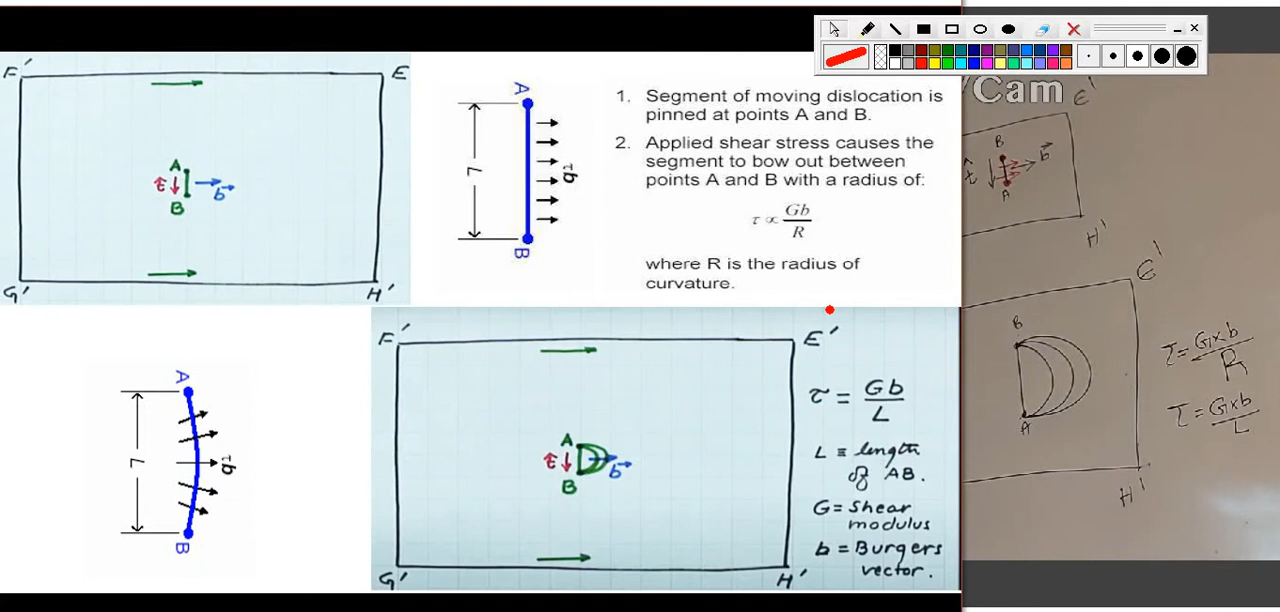 F' E
A
t b
B
G' H'
A
L
τb
B
1. Segment of moving dislocation is
pinned at points A and B.
2. Applied shear stress causes the
segment to bow out between
points A and B with a radius of:
τ ∝ Gb
R
where R is the radius of
curvature.
A
L
τb
B
F' E'
A
t b
B
G' H'
τ = Gb
L
L ≡ length
of AB.
G = Shear
modulus
b = Burgers
vector.
Cam
E'
B
t b
A
H'
E'
B
A
H'
τ = G×b
R
τ = G×b
L